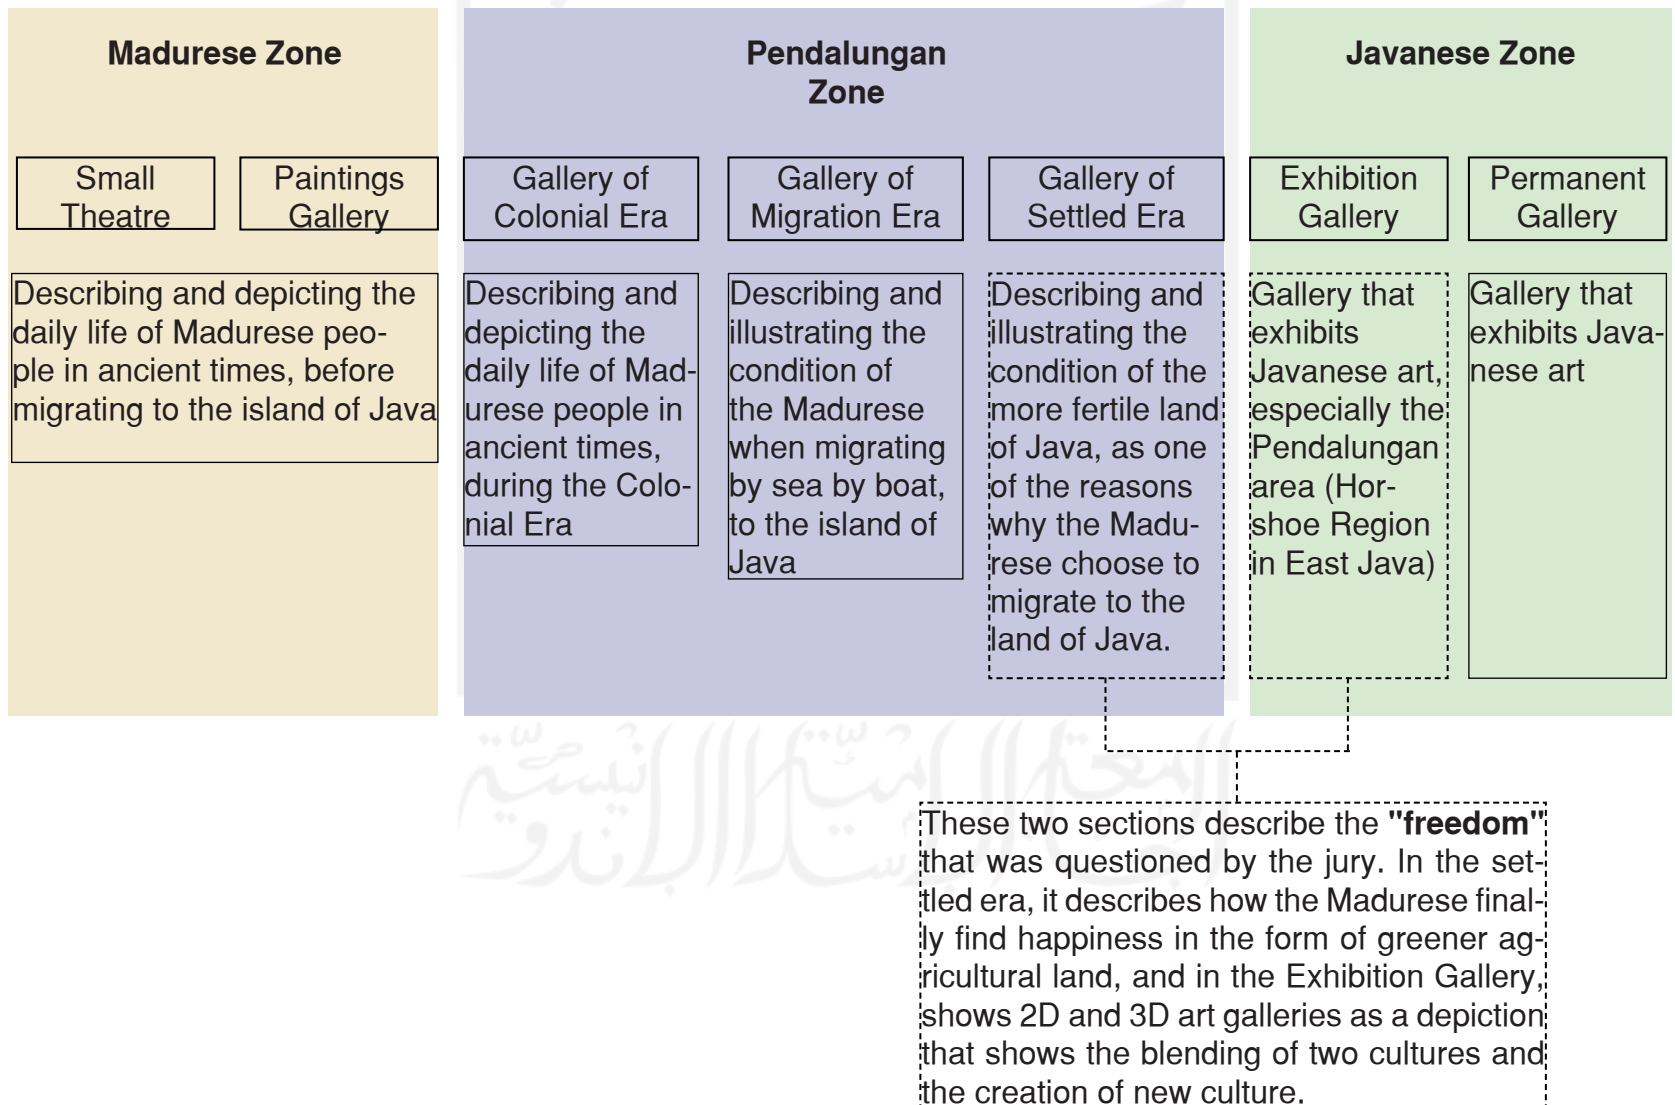 Madurese Zone
Small
Theatre
Paintings
Gallery
Describing and depicting the
daily life of Madurese peo-
ple in ancient times, before
migrating to the island of Java
Pendalungan
Zone
Gallery of
Colonial Era
Describing and
depicting the
daily life of Mad-
urese people in
ancient times,
during the Colo-
nial Era
Gallery of
Migration Era
Describing and
illustrating the
condition of
the Madurese
when migrating
by sea by boat,
to the island of
Java
Gallery of
Settled Era
Describing and
illustrating the
condition of the
more fertile land
of Java, as one
of the reasons
why the Madu-
rese choose to
migrate to the
land of Java.
Javanese Zone
Exhibition
Gallery
Gallery that
exhibits
Javanese art,
especially the
Pendalungan
area (Hor-
shoe Region
in East Java)
Permanent
Gallery
Gallery that
exhibits Java-
nese art
These two sections describe the "freedom"
that was questioned by the jury. In the set-
tled era, it describes how the Madurese final-
ly find happiness in the form of greener ag-
ricultural land, and in the Exhibition Gallery,
shows 2D and 3D art galleries as a depiction
that shows the blending of two cultures and
the creation of new culture.